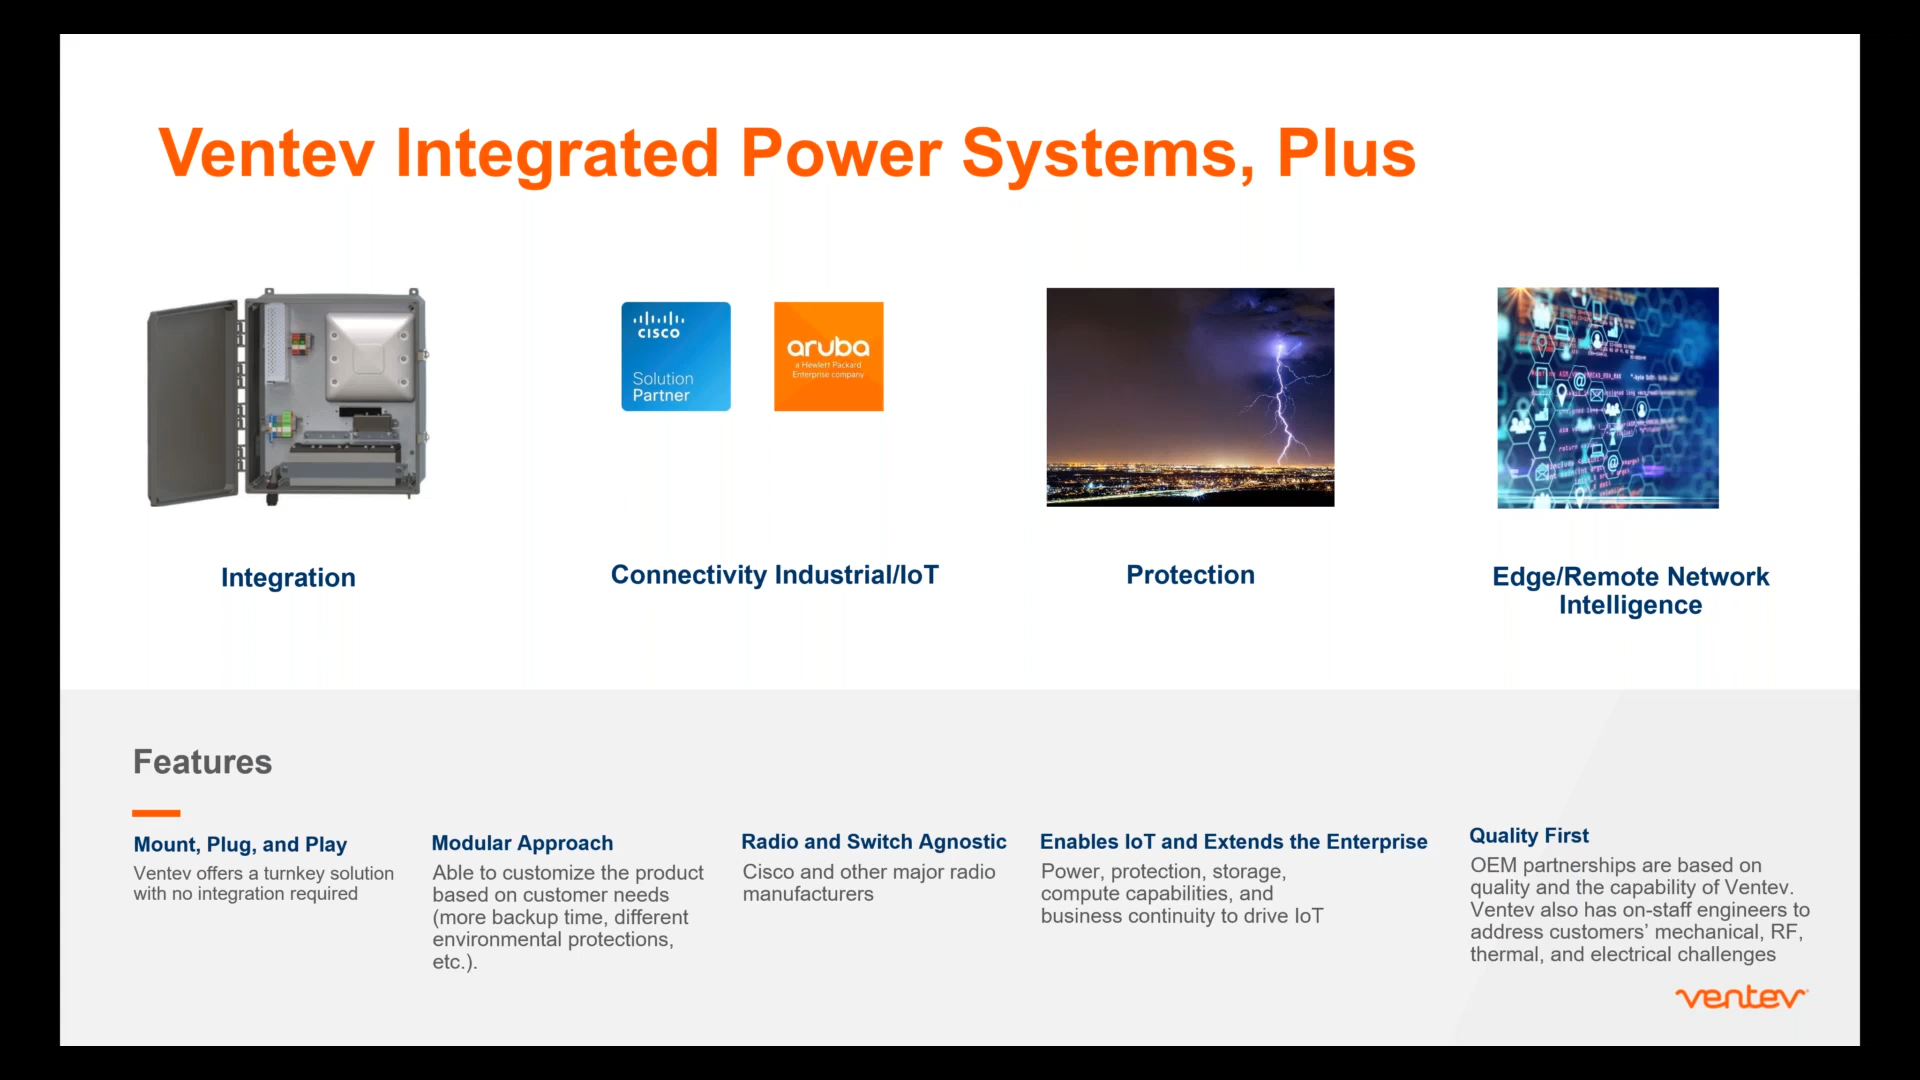 Ventev Integrated Power Systems, Plus
CISCO
Solution
Partner
aruba
a Hewlett Packard
Enterprise company
Integration
Connectivity Industrial/IoT
Protection
Edge/Remote Network
Intelligence
Features
Mount, Plug, and Play
Ventev offers a turnkey solution
with no integration required
Modular Approach
Able to customize the product
based on customer needs
(more backup time, different
environmental protections,
etc.).
Radio and Switch Agnostic
Cisco and other major radio
manufacturers
Enables IoT and Extends the Enterprise
Power, protection, storage,
compute capabilities, and
business continuity to drive IoT
Quality First
OEM partnerships are based on
quality and the capability of Ventev.
Ventev also has on-staff engineers to
address customers’ mechanical, RF,
thermal, and electrical challenges
ventev